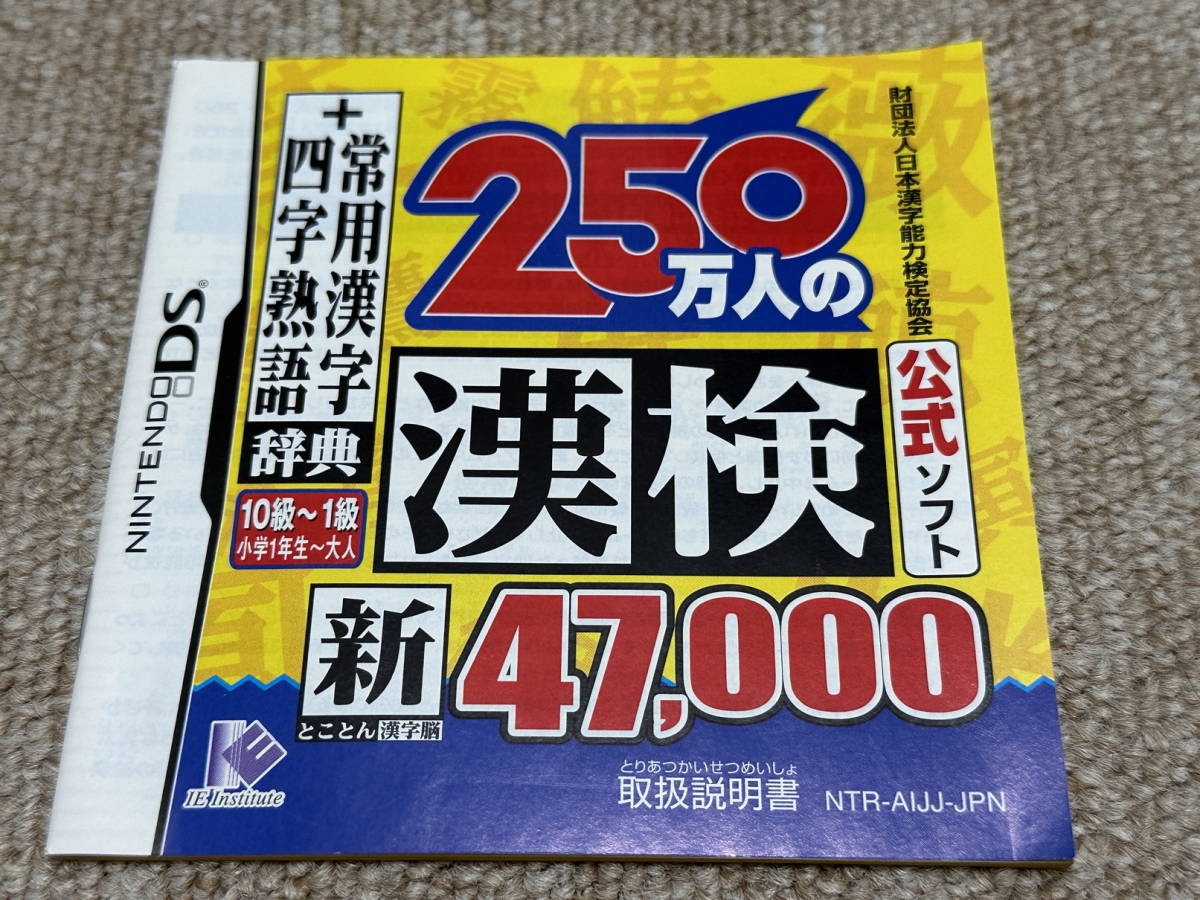 NINTENDO DS®
+
常用漢字
四字熟語
辞典
10級～1級
小学1年生～大人
250
万人の
財団法人日本漢字能力検定協会
公式ソフト
漢検
新
とことん漢字脳
47,000
IE Institute
とりあつかいせつめいしょ
取扱説明書 NTR-AIJJ-JPN